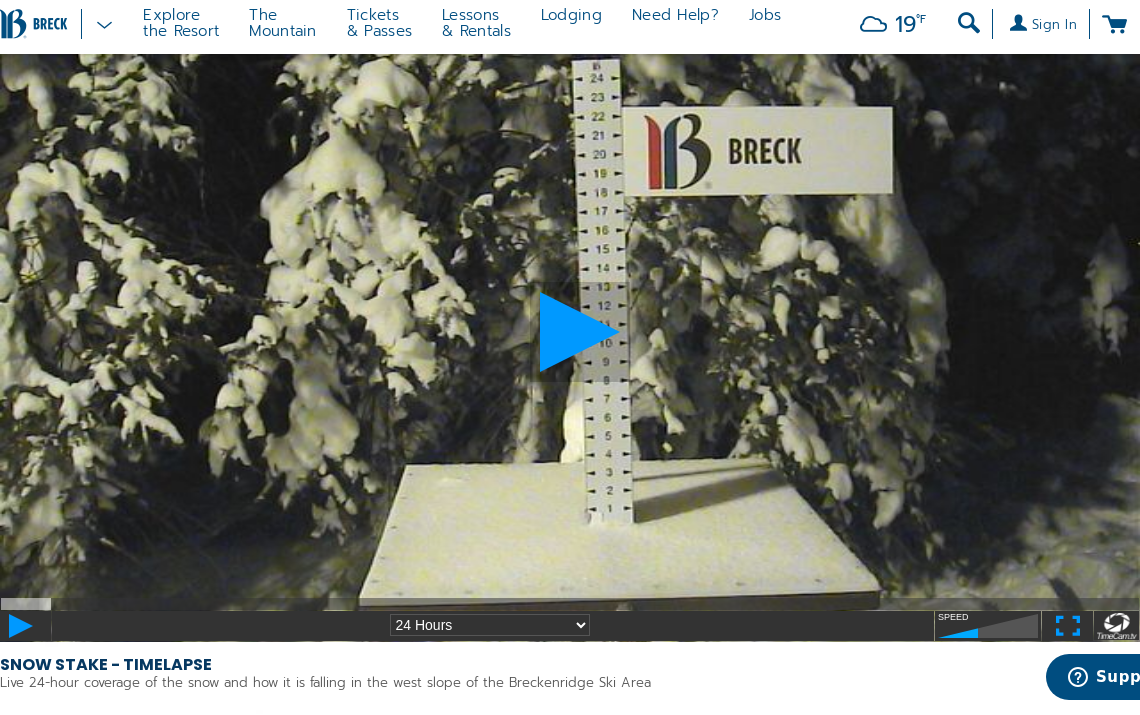 BRECK
Explore
the Resort
The
Mountain
Tickets
& Passes
Lessons
& Rentals
Lodging
Need Help?
Jobs
19°F
Sign In
24
23
22
21
20
19
18
17
16
15
14
13
12
11
10
9
8
7
6
5
4
3
2
1
B BRECK
24 Hours
SPEED
TimeCam.tv
SNOW STAKE - TIMELAPSE
Live 24-hour coverage of the snow and how it is falling in the west slope of the Breckenridge Ski Area
Supp